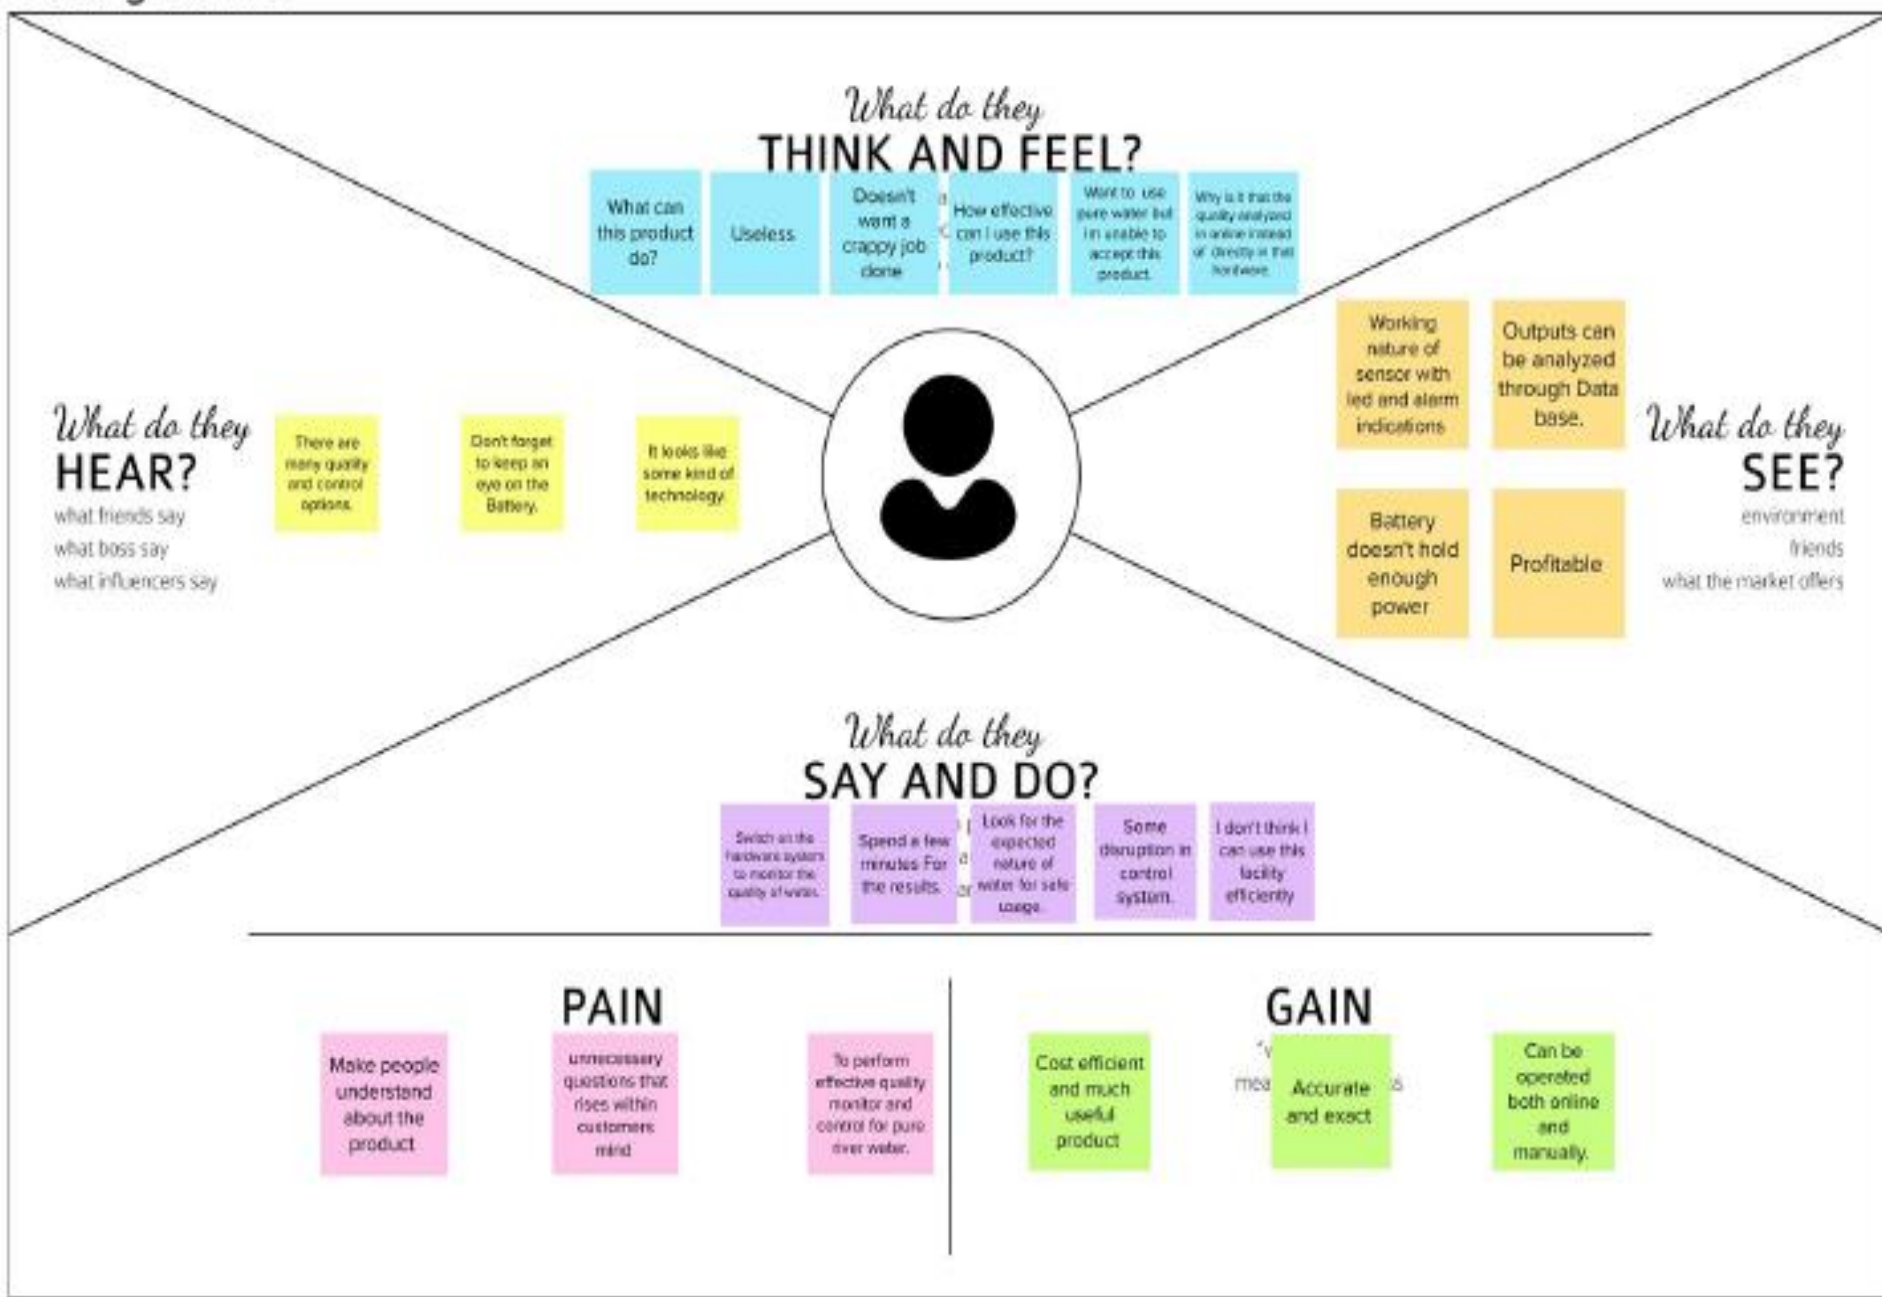 What do they
THINK AND FEEL?
What can
this product
do?
Useless
Doesn't
want a
crappy job
done
How effective
can I use this
product?
Want to use
pure water but
im unable to
accept this
product.
Why is it that the
quality analyzed
in online instead
of directly in that
hardware.
What do they
HEAR?
what friends say
what boss say
what influencers say
There are
many quality
and control
options.
Don't forget
to keep an
eye on the
Battery.
It looks like
some kind of
technology.
Working
nature of
sensor with
led and alarm
indications
Outputs can
be analyzed
through Data
base.
Battery
doesn't hold
enough
power
Profitable
What do they
SEE?
environment
friends
what the market offers
What do they
SAY AND DO?
Switch on the
hardware system
to monitor the
quality of water.
Spend a few
minutes For
the results.
Look for the
expected
nature of
water for safe
usage.
Some
disruption in
control
system.
I don't think I
can use this
facility
efficiently
PAIN
Make people
understand
about the
product
unnecessary
questions that
rises within
customers
mind
To perform
effective quality
monitor and
control for pure
river water.
GAIN
Cost efficient
and much
useful
product
Accurate
and exact
Can be
operated
both online
and
manually.